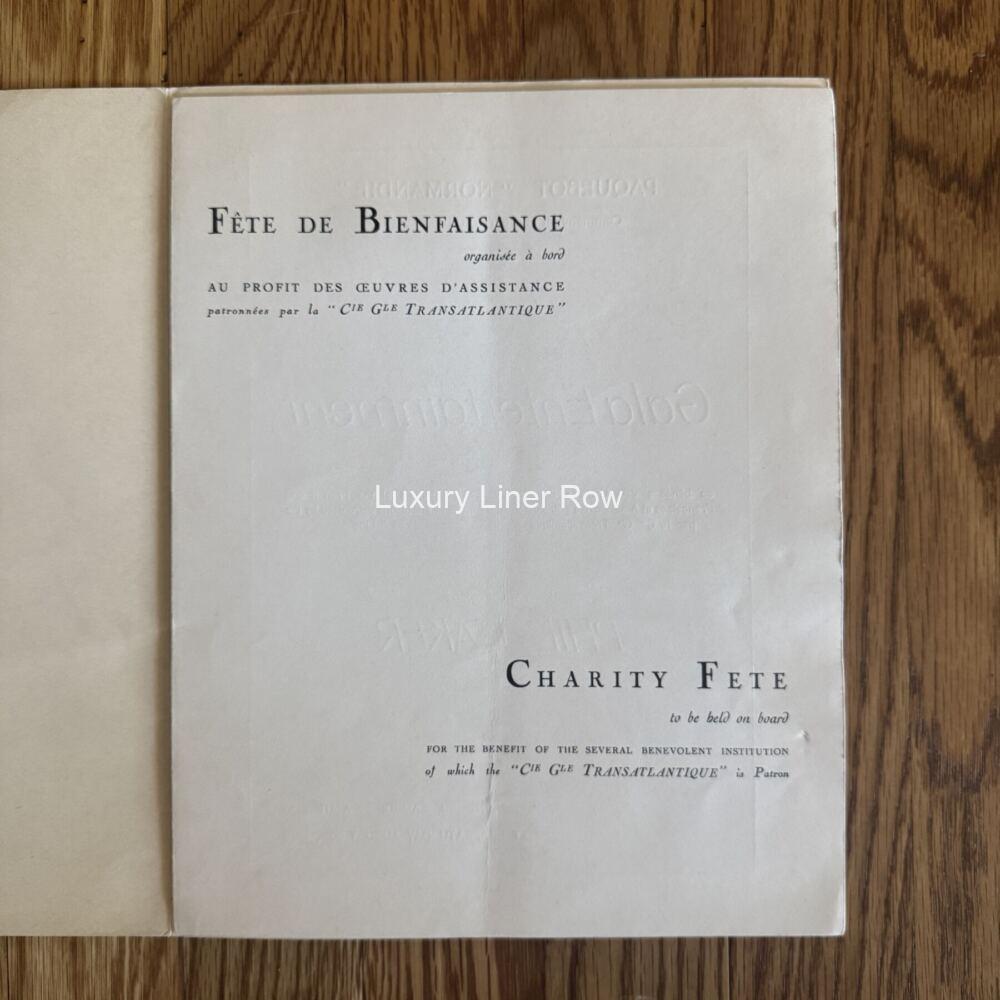 FÊTE DE BIENFAISANCE
organisée à bord
AU PROFIT DES ŒUVRES D'ASSISTANCE
patronnées par la “CIE GLE TRANSATLANTIQUE”
Luxury Liner Row
CHARITY FETE
to be held on board
FOR THE BENEFIT OF THE SEVERAL BENEVOLENT INSTITUTION
of which the “CIE GLE TRANSATLANTIQUE” is Patron